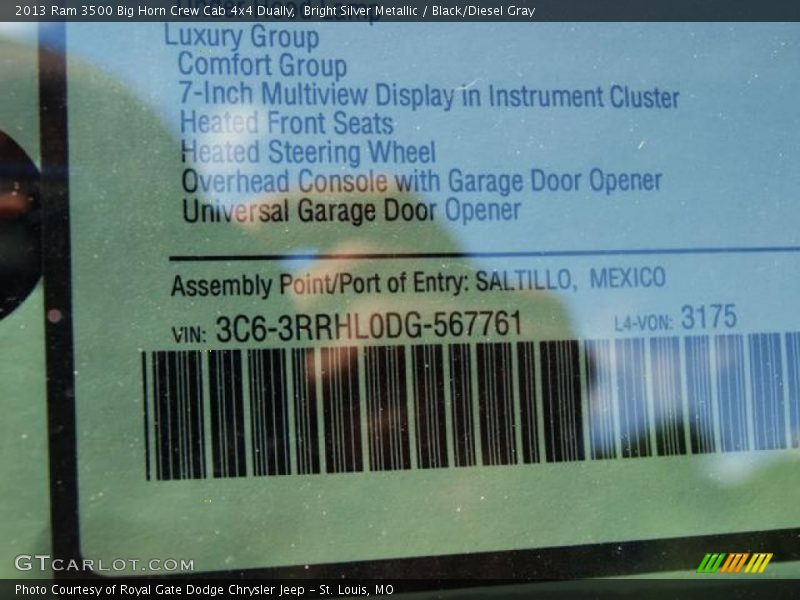 2013 Ram 3500 Big Horn Crew Cab 4x4 Dually, Bright Silver Metallic / Black/Diesel Gray
Luxury Group
Comfort Group
7-Inch Multiview Display in Instrument Cluster
Heated Front Seats
Heated Steering Wheel
Overhead Console with Garage Door Opener
Universal Garage Door Opener
Assembly Point/Port of Entry: SALTILLO, MEXICO
VIN: 3C6-3RRHL0DG-567761 L4-VON: 3175
GTCARLOT.COM
Photo Courtesy of Royal Gate Dodge Chrysler Jeep - St. Louis, MO